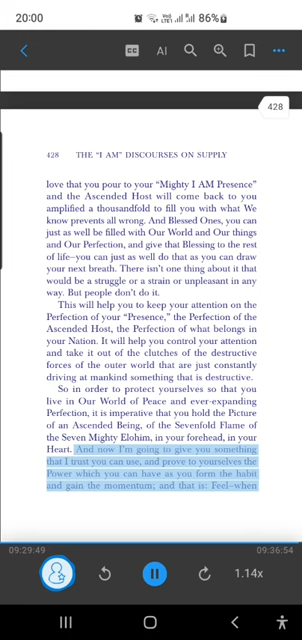 20:00
86%
CC
AI
428
428 THE "I AM" DISCOURSES ON SUPPLY
love that you pour to your "Mighty I AM Presence"
and the Ascended Host will come back to you
amplified a thousandfold to fill you with what We
know prevents all wrong. And Blessed Ones, you can
just as well be filled with Our World and Our things
and Our Perfection, and give that Blessing to the rest
of life–you can just as well do that as you can draw
your next breath. There isn't one thing about it that
would be a struggle or a strain or unpleasant in any
way. But people don't do it.
This will help you to keep your attention on the
Perfection of your "Presence," the Perfection of the
Ascended Host, the Perfection of what belongs in
your Nation. It will help you control your attention
and take it out of the clutches of the destructive
forces of the outer world that are just constantly
driving at mankind something that is destructive.
So in order to protect yourselves so that you
live in Our World of Peace and ever-expanding
Perfection, it is imperative that you hold the Picture
of an Ascended Being, of the Sevenfold Flame of
the Seven Mighty Elohim, in your forehead, in your
Heart. And now I'm going to give you something
that I trust you can use, and prove to yourselves the
Power which you can have as you form the habit
and gain the momentum; and that is: Feel–when
09:29:49 09:36:54
1.14x